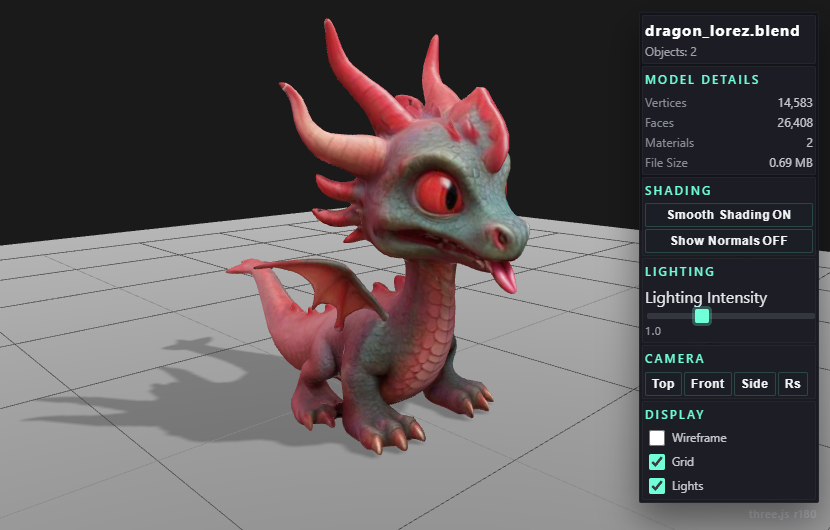 dragon_lorez.blend
Objects: 2
MODEL DETAILS
Vertices 14,583
Faces 26,408
Materials 2
File Size 0.69 MB
SHADING
Smooth Shading ON
Show Normals OFF
LIGHTING
Lighting Intensity
1.0
CAMERA
Top Front Side Rs
DISPLAY
Wireframe
Grid
Lights
three.js r180